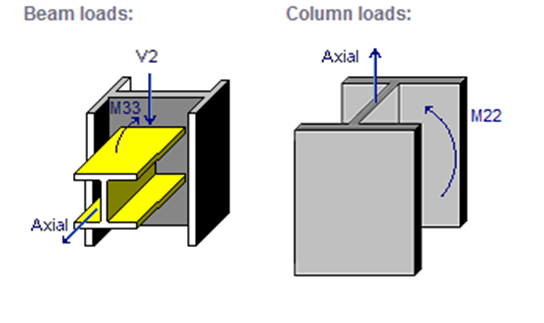 Beam loads:
Column loads:
V2
Axial
M33
M22
Axial